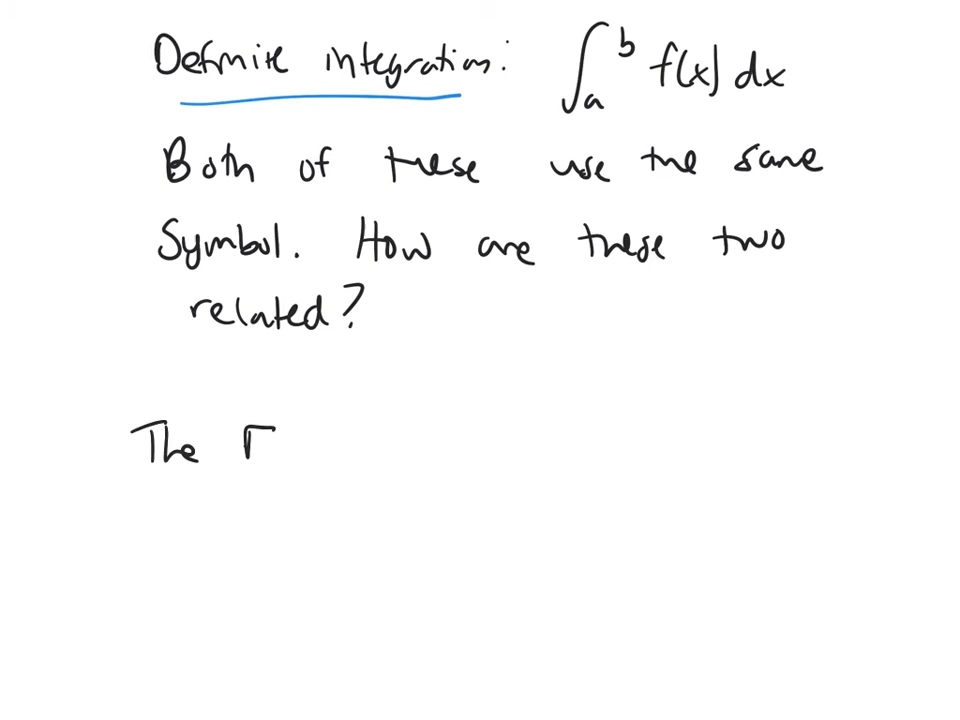 Definite integration: ∫_a^b f(x) dx
Both of these use the same
Symbol. How are these two
related?
The